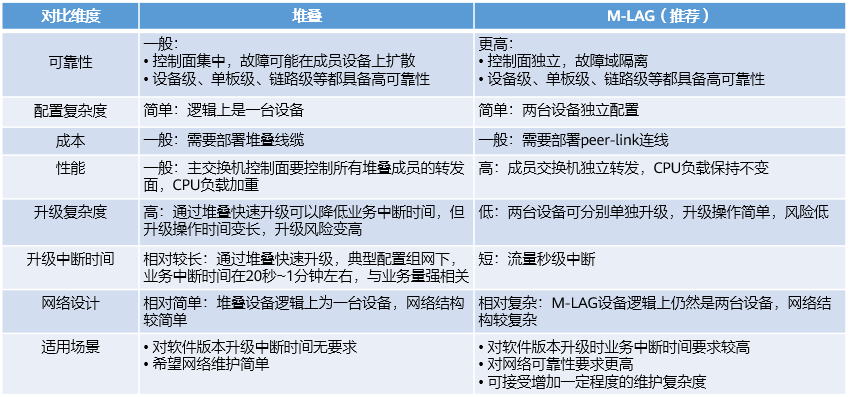 对比维度 堆叠 M-LAG（推荐）
可靠性
一般：
• 控制面集中，故障可能在成员设备上扩散
• 设备级、单板级、链路级等都具备高可靠性
更高：
• 控制面独立，故障域隔离
• 设备级、单板级、链路级等都具备高可靠性
配置复杂度 简单：逻辑上是一台设备 简单：两台设备独立配置
成本 一般：需要部署堆叠线缆 一般：需要部署peer-link连线
性能
一般：主交换机控制面要控制所有堆叠成员的转发
面，CPU负载加重
高：成员交换机独立转发，CPU负载保持不变
升级复杂度
高：通过堆叠快速升级可以降低业务中断时间，但
升级操作时间变长，升级风险变高
低：两台设备可分别单独升级，升级操作简单，风险低
升级中断时间
相对较长：通过堆叠快速升级，典型配置组网下，
业务中断时间在20秒~1分钟左右，与业务量强相关
短：流量秒级中断
网络设计
相对简单：堆叠设备逻辑上为一台设备，网络结构
较简单
相对复杂：M-LAG设备逻辑上仍然是两台设备，网络结
构较复杂
适用场景
• 对软件版本升级中断时间无要求
• 希望网络维护简单
• 对软件版本升级时业务中断时间要求较高
• 对网络可靠性要求更高
• 可接受增加一定程度的维护复杂度